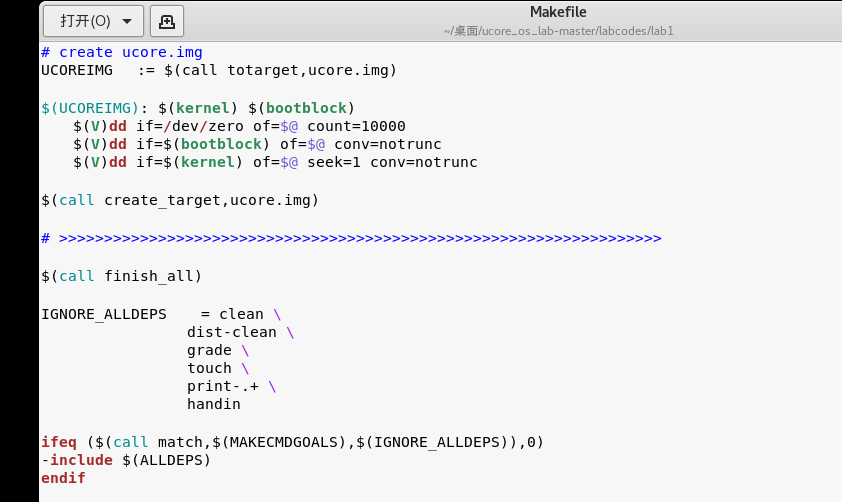 打开(O)
Makefile
~/桌面/ucore_os_lab-master/labcodes/lab1
# create ucore.img
UCOREIMG := $(call totarget,ucore.img)
$(UCOREIMG): $(kernel) $(bootblock)
$(V)dd if=/dev/zero of=$@ count=10000
$(V)dd if=$(bootblock) of=$@ conv=notrunc
$(V)dd if=$(kernel) of=$@ seek=1 conv=notrunc
$(call create_target,ucore.img)
# >>>>>>>>>>>>>>>>>>>>>>>>>>>>>>>>>>>>>>>>>>>>>>>>>>>>>>>>>>>>>>>>>>>
$(call finish_all)
IGNORE_ALLDEPS = clean \
dist-clean \
grade \
touch \
print-.+ \
handin
ifeq ($(call match,$(MAKECMDGOALS),$(IGNORE_ALLDEPS)),0)
-include $(ALLDEPS)
endif